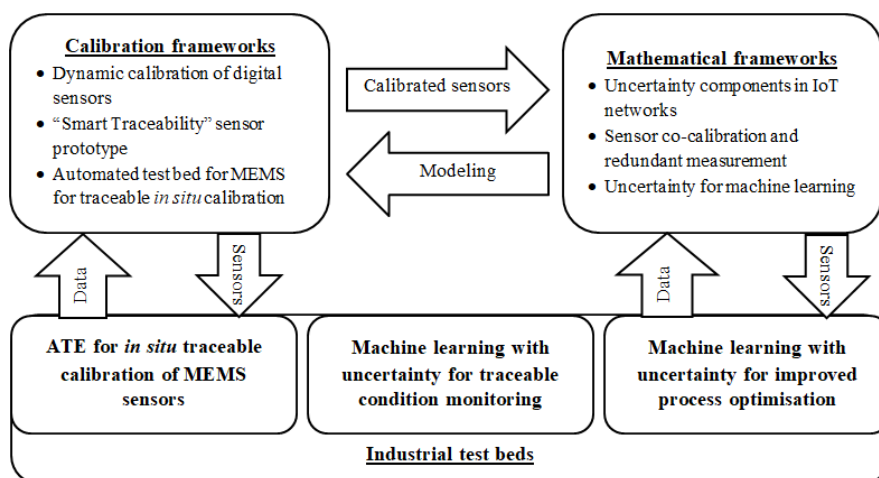 Calibration frameworks
• Dynamic calibration of digital
sensors
• “Smart Traceability” sensor
prototype
• Automated test bed for MEMS
for traceable in situ calibration
Calibrated sensors
Modeling
Mathematical frameworks
• Uncertainty components in IoT
networks
• Sensor co-calibration and
redundant measurement
• Uncertainty for machine learning
Data
Sensors
Data
Sensors
ATE for in situ traceable
calibration of MEMS
sensors
Machine learning with
uncertainty for traceable
condition monitoring
Machine learning with
uncertainty for improved
process optimisation
Industrial test beds